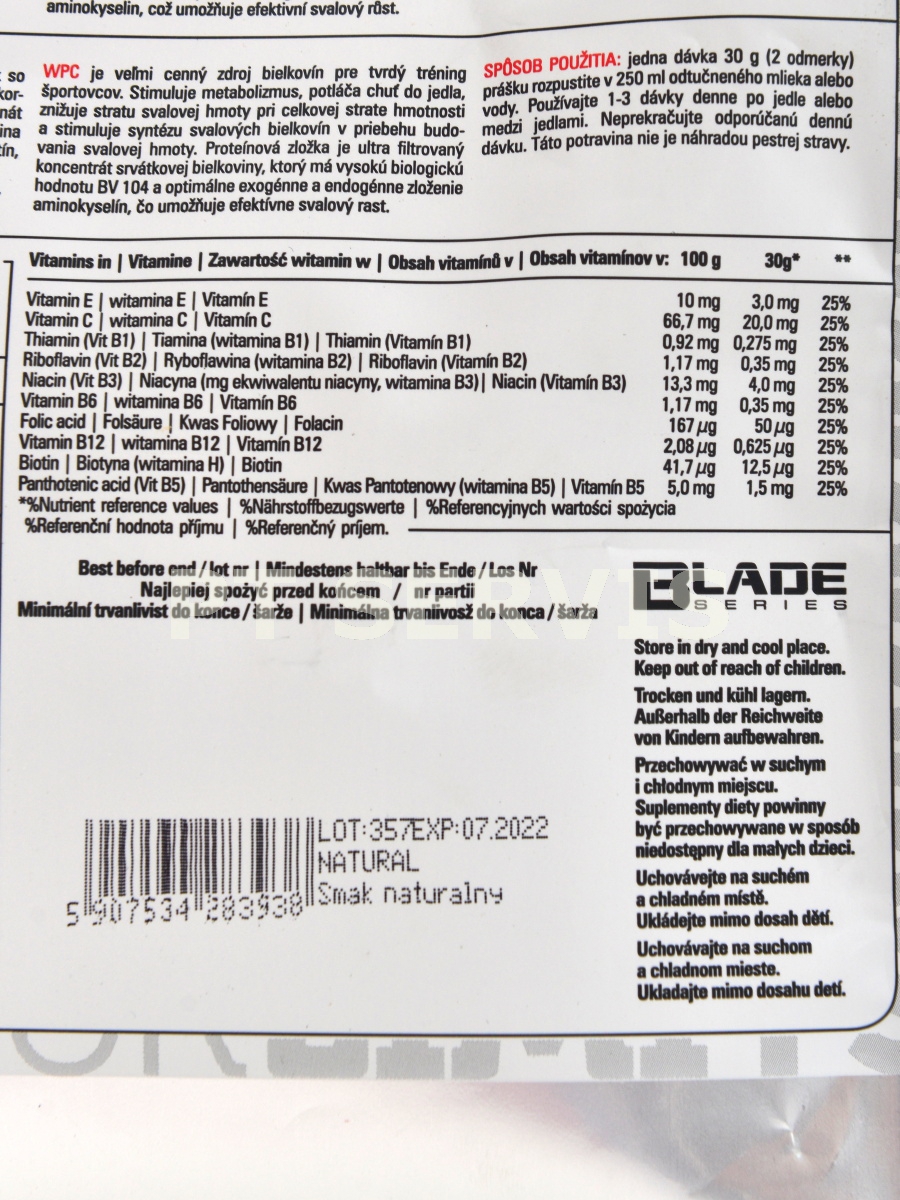 aminokyselin, což umožňuje efektivní svalový růst.
so
kor-
nát
ina
tín,
WPC je veľmi cenný zdroj bielkovín pre tvrdý tréning
športovcov. Stimuluje metabolizmus, potláča chuť do jedla,
znižuje stratu svalovej hmoty pri celkovej strate hmotnosti
a stimuluje syntézu svalových bielkovín v priebehu budo-
vania svalovej hmoty. Proteínová zložka je ultra filtrovaný
koncentrát srvátkovej bielkoviny, ktorý má vysokú biologickú
hodnotu BV 104 a optimálne exogénne a endogénne zloženie
aminokyselín, čo umožňuje efektívne svalový rast.
SPÔSOB POUŽITIA: jedna dávka 30 g (2 odmerky)
prášku rozpustite v 250 ml odtučneného mlieka alebo
vody. Používajte 1-3 dávky denne po jedle alebo
medzi jedlami. Neprekračujte odporúčanú dennú
dávku. Táto potravina nie je náhradou pestrej stravy.
Vitamins in | Vitamine | Zawartość witamin w | Obsah vitamínů v | Obsah vitamínov v: 100 g 30g* **
Vitamin E | witamina E | Vitamín E 10 mg 3,0 mg 25%
Vitamin C | witamina C | Vitamín C 66,7 mg 20,0 mg 25%
Thiamin (Vit B1) | Tiamina (witamina B1) | Thiamin (Vitamín B1) 0,92 mg 0,275 mg 25%
Riboflavin (Vit B2) | Ryboflawina (witamina B2) | Riboflavin (Vitamín B2) 1,17 mg 0,35 mg 25%
Niacin (Vit B3) | Niacyna (mg ekwiwalentu niacyny, witamina B3) | Niacin (Vitamín B3) 13,3 mg 4,0 mg 25%
Vitamin B6 | witamina B6 | Vitamín B6 1,17 mg 0,35 mg 25%
Folic acid | Folsäure | Kwas Foliowy | Folacin 167 µg 50 µg 25%
Vitamin B12 | witamina B12 | Vitamín B12 2,08 µg 0,625 µg 25%
Biotin | Biotyna (witamina H) | Biotin 41,7 µg 12,5 µg 25%
Panthotenic acid (Vit B5) | Pantothensäure | Kwas Pantotenowy (witamina B5) | Vitamín B5 5,0 mg 1,5 mg 25%
*%Nutrient reference values | %Nährstoffbezugswerte | %Referencyjnych wartości spożycia
%Referenční hodnota příjmu | %Referenčný príjem.
Best before end / lot nr | Mindestens haltbar bis Ende / Los Nr
Najlepiej spożyć przed końcem / nr partii
Minimální trvanlivist do konce / šarže | Minimálna trvanlivosž do konca / šarža
SERVIS
BLADE
SERIES
Store in dry and cool place.
Keep out of reach of children.
Trocken und kühl lagern.
Außerhalb der Reichweite
von Kindern aufbewahren.
Przechowywać w suchym
i chłodnym miejscu.
Suplementy diety powinny
być przechowywane w sposób
niedostępny dla małych dzieci.
Uchovávejte na suchém
a chladném místě.
Ukládejte mimo dosah dětí.
Uchovávajte na suchom
a chladnom mieste.
Ukladajte mimo dosahu detí.
LOT:357EXP:07.2022
NATURAL
Smak naturalny
5 907534 283938